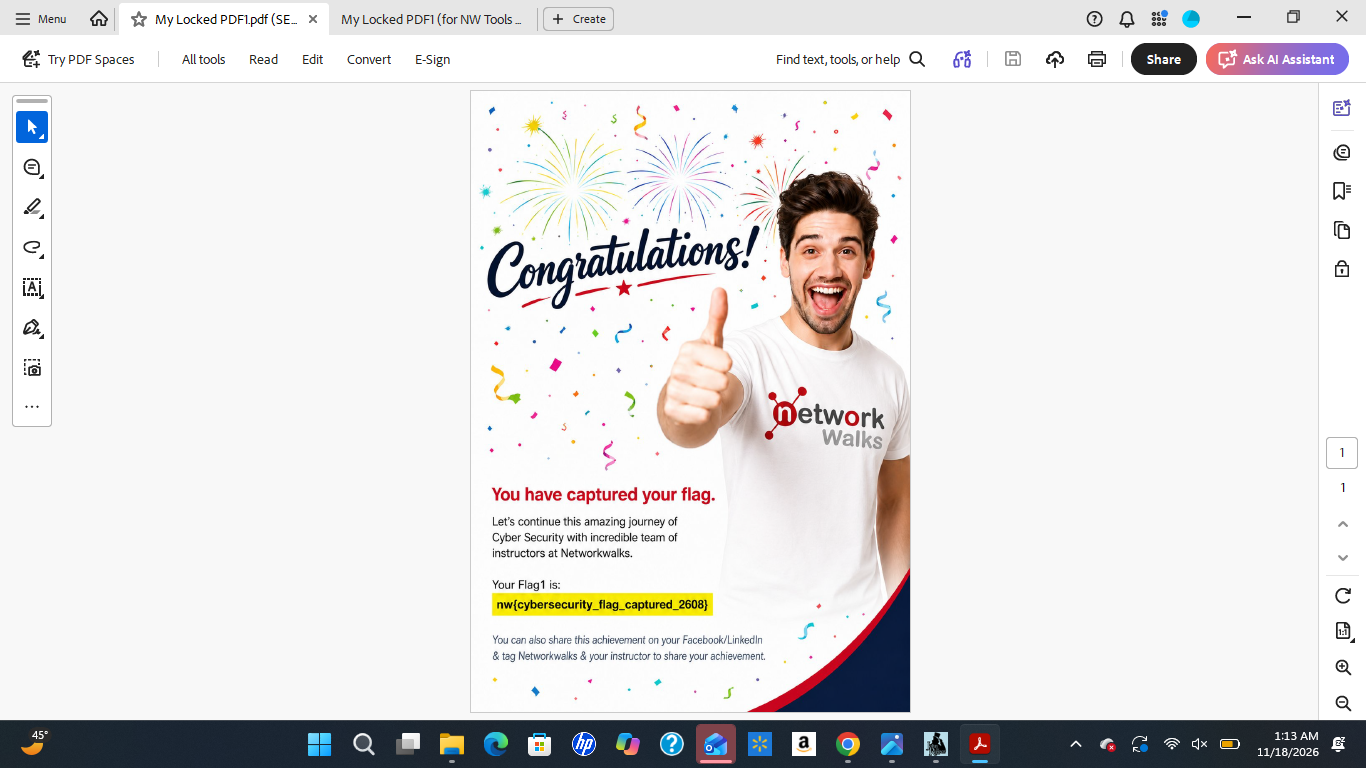 Menu
My Locked PDF1.pdf (SE...
My Locked PDF1 (for NW Tools ...
Create
Try PDF Spaces
All tools
Read
Edit
Convert
E-Sign
Find text, tools, or help
Share
Ask AI Assistant
Congratulations!
network
Walks
You have captured your flag.
Let's continue this amazing journey of
Cyber Security with incredible team of
instructors at Networkwalks.
Your Flag1 is:
nw{cybersecurity_flag_captured_2608}
You can also share this achievement on your Facebook/LinkedIn
& tag Networkwalks & your instructor to share your achievement.
1
1
1:1
45°
hp
a
1:13 AM
11/18/2026